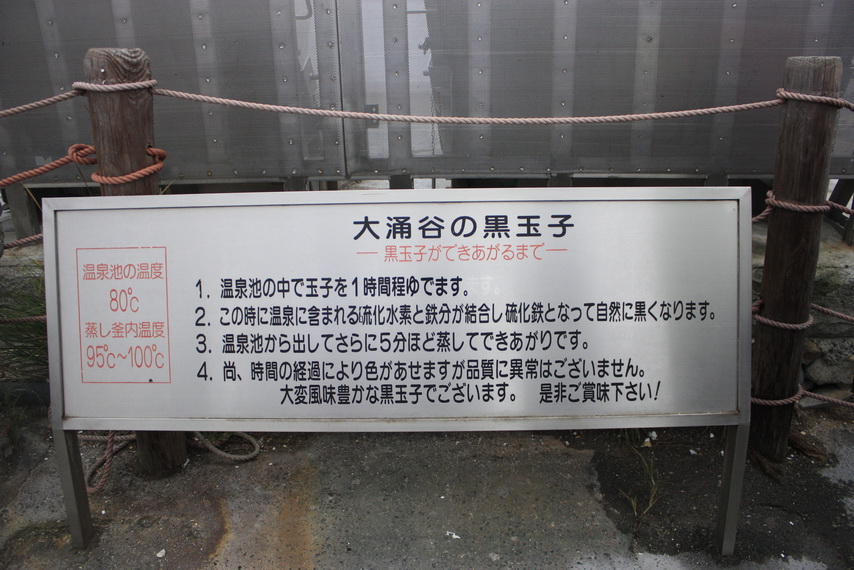 大涌谷の黒玉子
― 黒玉子ができあがるまで ―
温泉池の温度
80℃
蒸し釜内温度
95℃～100℃
1. 温泉池の中で玉子を1時間程ゆでます。
2. この時に温泉に含まれる硫化水素と鉄分が結合し硫化鉄となって自然に黒くなります。
3. 温泉池から出してさらに5分ほど蒸してできあがりです。
4. 尚、時間の経過により色があせますが品質に異常はございません。
大変風味豊かな黒玉子でございます。 是非ご賞味下さい!